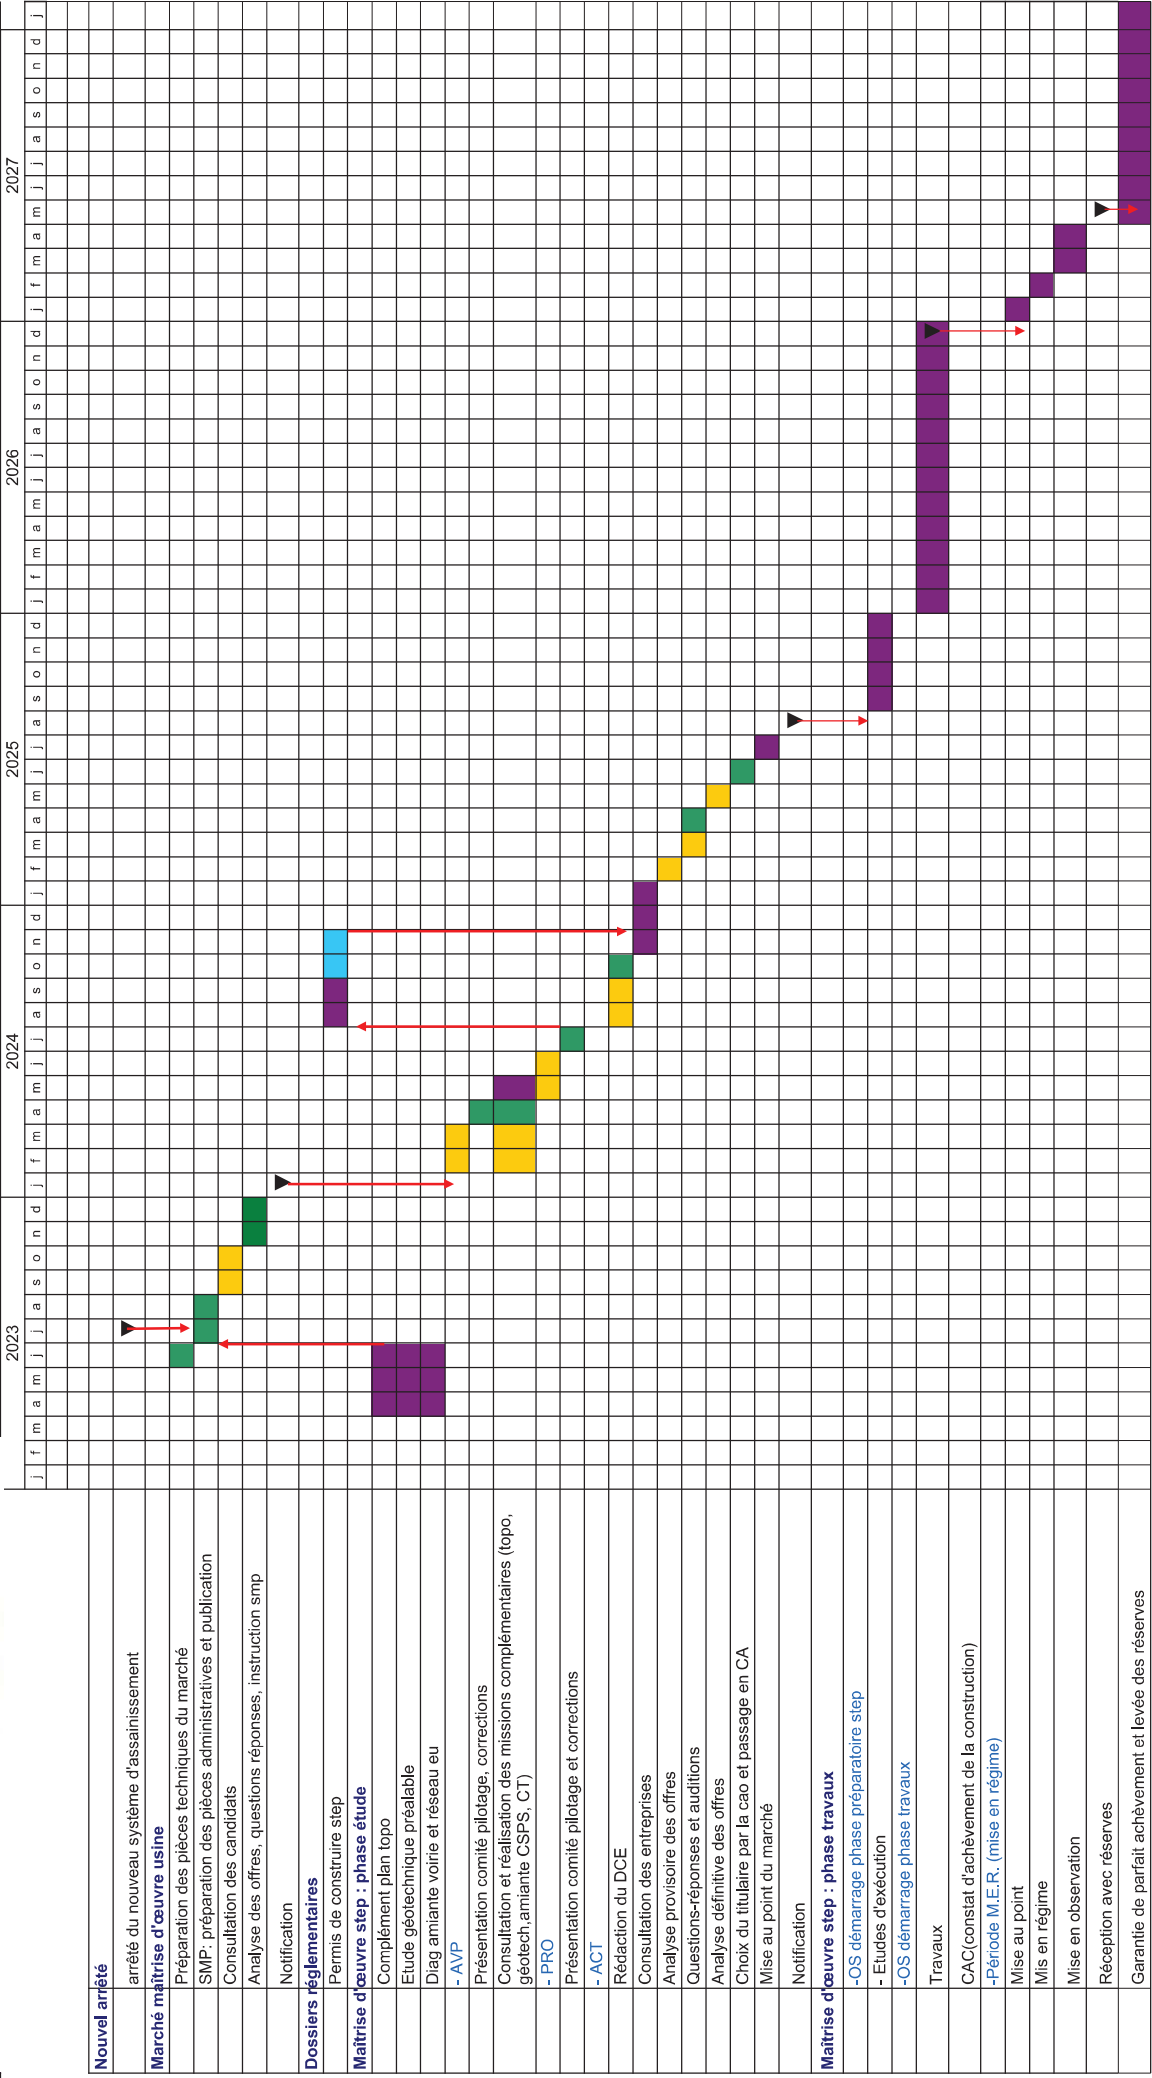 2023 2024 2025 2026 2027
j f m a m j j a s o n d j f m a m j j a s o n d j f m a m j j a s o n d j f m a m j j a s o n d j f m a m j j a s o n d j
Nouvel arrêté
arrêté du nouveau système d'assainissement
Marché maîtrise d'œuvre usine
Préparation des pièces techniques du marché
SMP: préparation des pièces administratives et publication
Consultation des candidats
Analyse des offres, questions réponses, instruction smp
Notification
Dossiers réglementaires
Permis de construire step
Maîtrise d'œuvre step : phase étude
Complément plan topo
Etude géotechnique préalable
Diag amiante voirie et réseau eu
- AVP
Présentation comité pilotage, corrections
Consultation et réalisation des missions complémentaires (topo,
géotech,amiante CSPS, CT)
- PRO
Présentation comité pilotage et corrections
- ACT
Rédaction du DCE
Consultation des entreprises
Analyse provisoire des offres
Questions-réponses et auditions
Analyse définitive des offres
Choix du titulaire par la cao et passage en CA
Mise au point du marché
Notification
Maîtrise d'œuvre step : phase travaux
-OS démarrage phase préparatoire step
- Etudes d'exécution
-OS démarrage phase travaux
Travaux
CAC(constat d'achèvement de la construction)
-Période M.E.R. (mise en régime)
Mise au point
Mis en régime
Mise en observation
Réception avec réserves
Garantie de parfait achèvement et levée des réserves